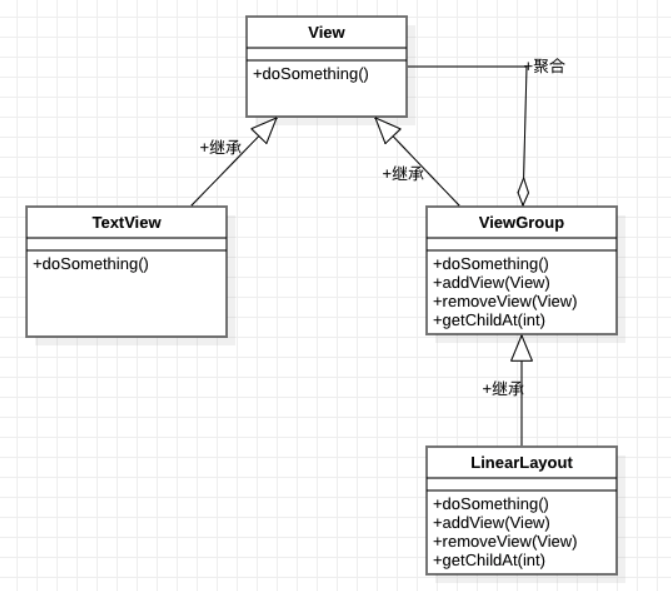 View
+doSomething()
+聚合
+继承
+继承
TextView
+doSomething()
ViewGroup
+doSomething()
+addView(View)
+removeView(View)
+getChildAt(int)
+继承
LinearLayout
+doSomething()
+addView(View)
+removeView(View)
+getChildAt(int)